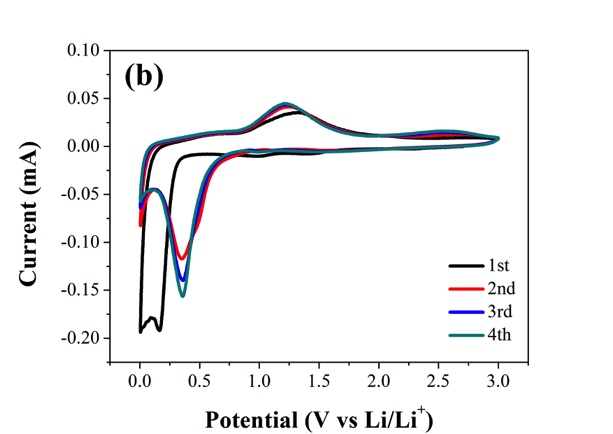 (b)
0.10
0.05
0.00
-0.05
-0.10
-0.15
-0.20
Current (mA)
1st
2nd
3rd
4th
0.0 0.5 1.0 1.5 2.0 2.5 3.0
Potential (V vs Li/Li⁺)